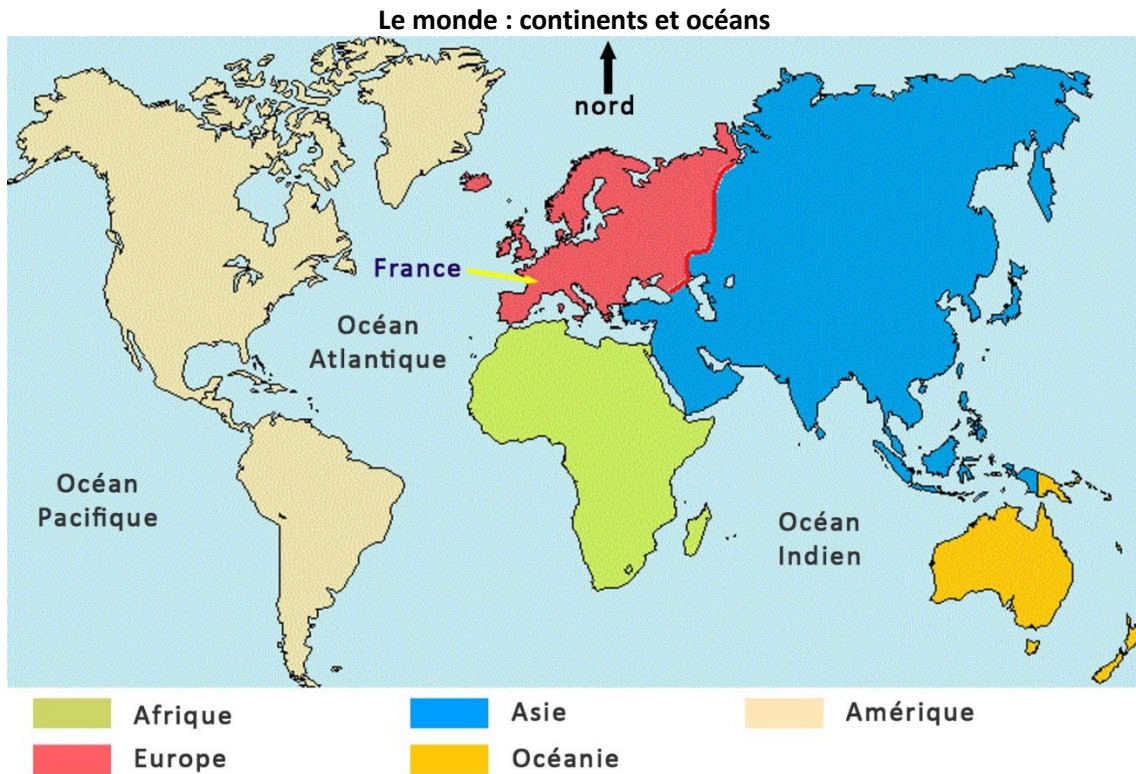 Le monde : continents et océans
nord
France
Océan
Atlantique
Océan
Pacifique
Océan
Indien
Afrique
Asie
Amérique
Europe
Océanie